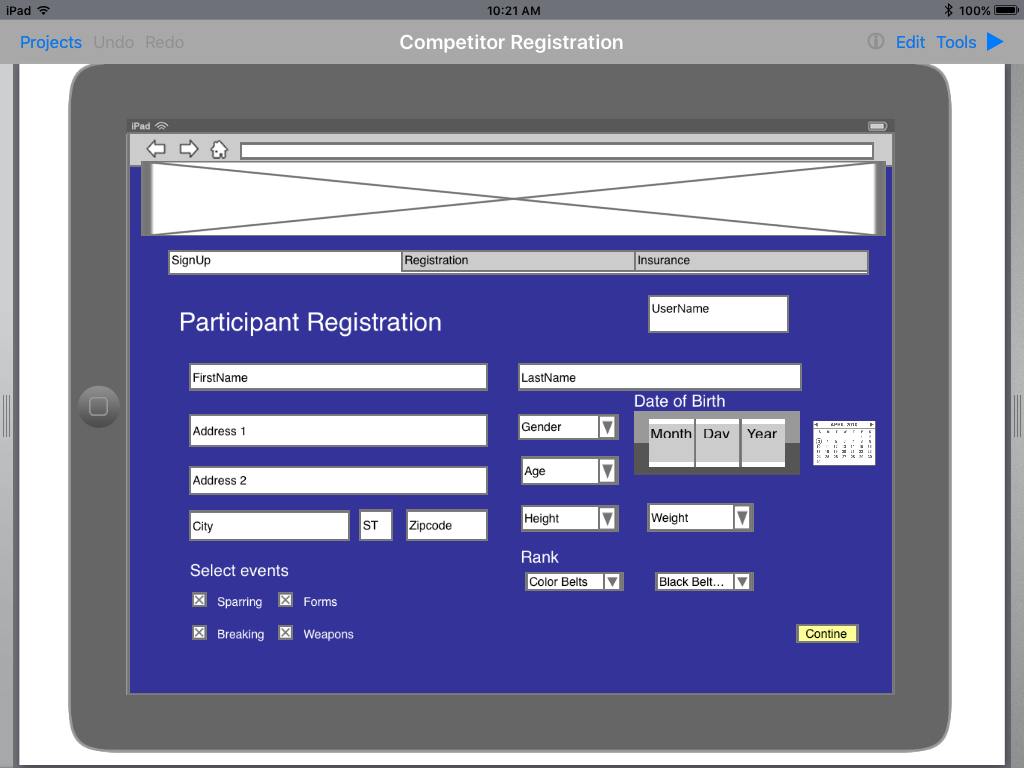 iPad 10:21 AM 100%
Projects Undo Redo Competitor Registration Edit Tools
iPad
SignUp Registration Insurance
UserName
Participant Registration
FirstName LastName
Date of Birth
Gender Month Day Year
APRIL 2010
Address 1
Age
Address 2
City ST Zipcode Height Weight
Rank
Select events
Color Belts Black Belt...
Sparring Forms
Breaking Weapons Contine